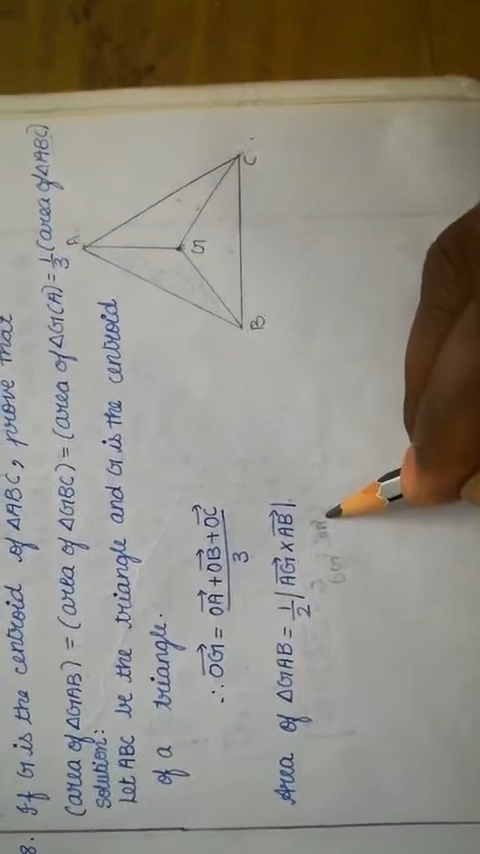 8. If G is the centroid of ΔABC, prove that
(area of ΔGAB) = (area of ΔGBC) = (area of ΔGCA) = 1/3 (area of ΔABC)
Solution:
Let ABC be the triangle and G is the centroid
of a triangle.
A
G
B
C
∴ OG⃗ = (OA⃗ + OB⃗ + OC⃗)/3
Area of ΔGAB = 1/2 |AG⃗ × AB⃗|.